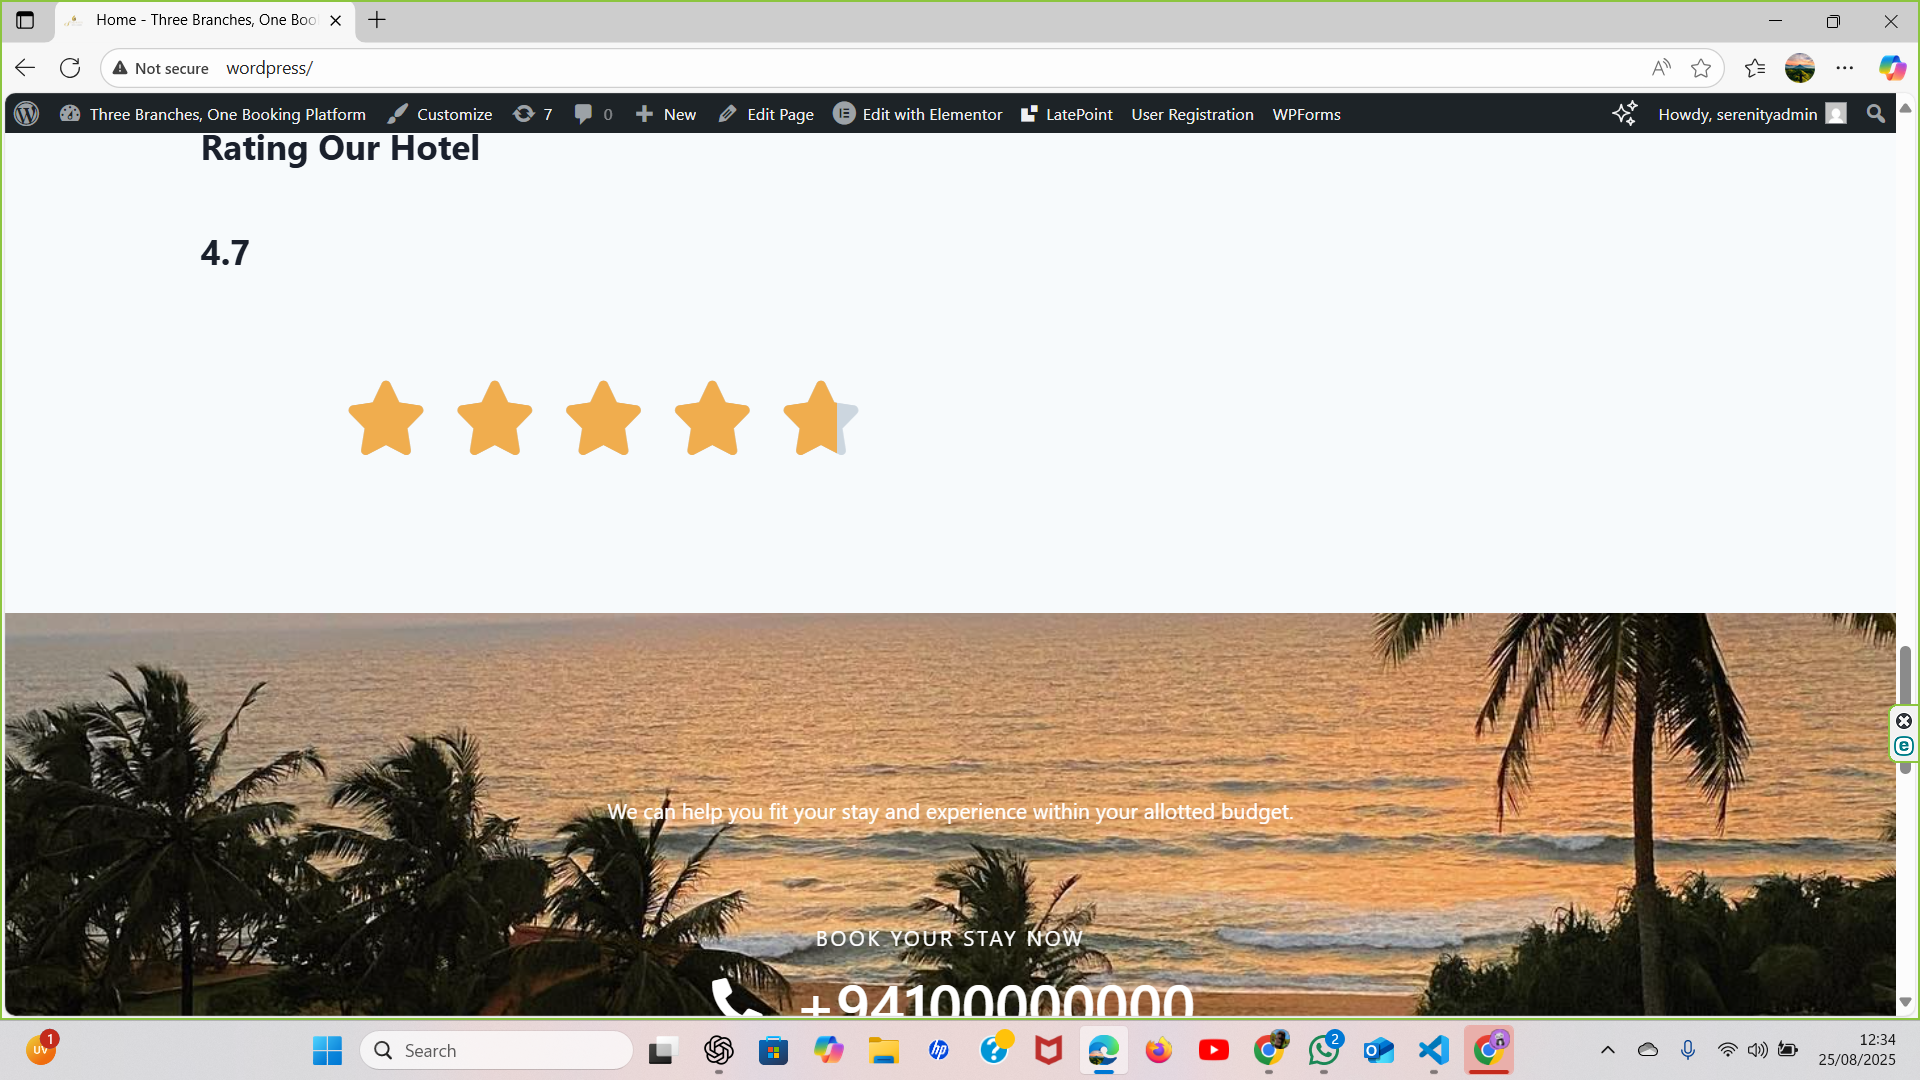 Home - Three Branches, One Boo
Not secure wordpress/
Three Branches, One Booking Platform Customize 7 0 New Edit Page Edit with Elementor LatePoint User Registration WPForms Howdy, serenityadmin
Rating Our Hotel
4.7
We can help you fit your stay and experience within your allotted budget.
BOOK YOUR STAY NOW
+94100000000
UV 1
Search
hp
2
12:34
25/08/2025